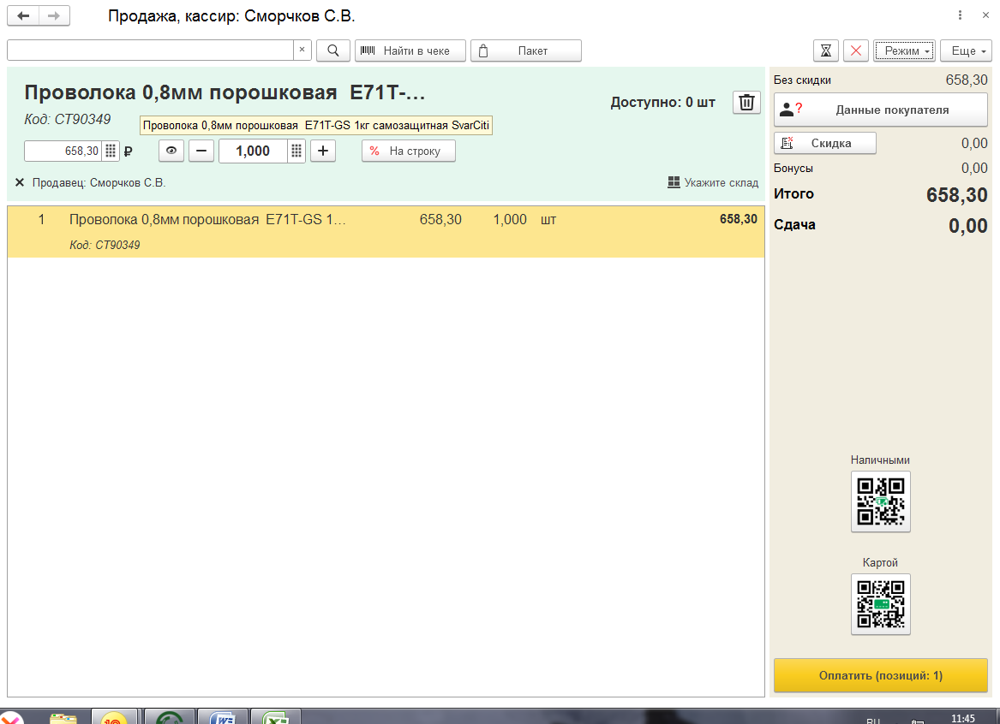 Продажа, кассир: Сморчков С.В.
Найти в чеке
Пакет
Режим
Еще
Проволока 0,8мм порошковая  E71T-...
Доступно: 0 шт
Код: СТ90349
Проволока 0,8мм порошковая  E71T-GS 1кг самозащитная SvarCiti
658,30 ₽
1,000
% На строку
Продавец: Сморчков С.В.
Укажите склад
1 Проволока 0,8мм порошковая  E71T-GS 1... 658,30 1,000 шт 658,30
Код: СТ90349
Без скидки 658,30
? Данные покупателя
Скидка 0,00
Бонусы 0,00
Итого 658,30
Сдача 0,00
Наличными
Картой
Оплатить (позиций: 1)
RU
11:45